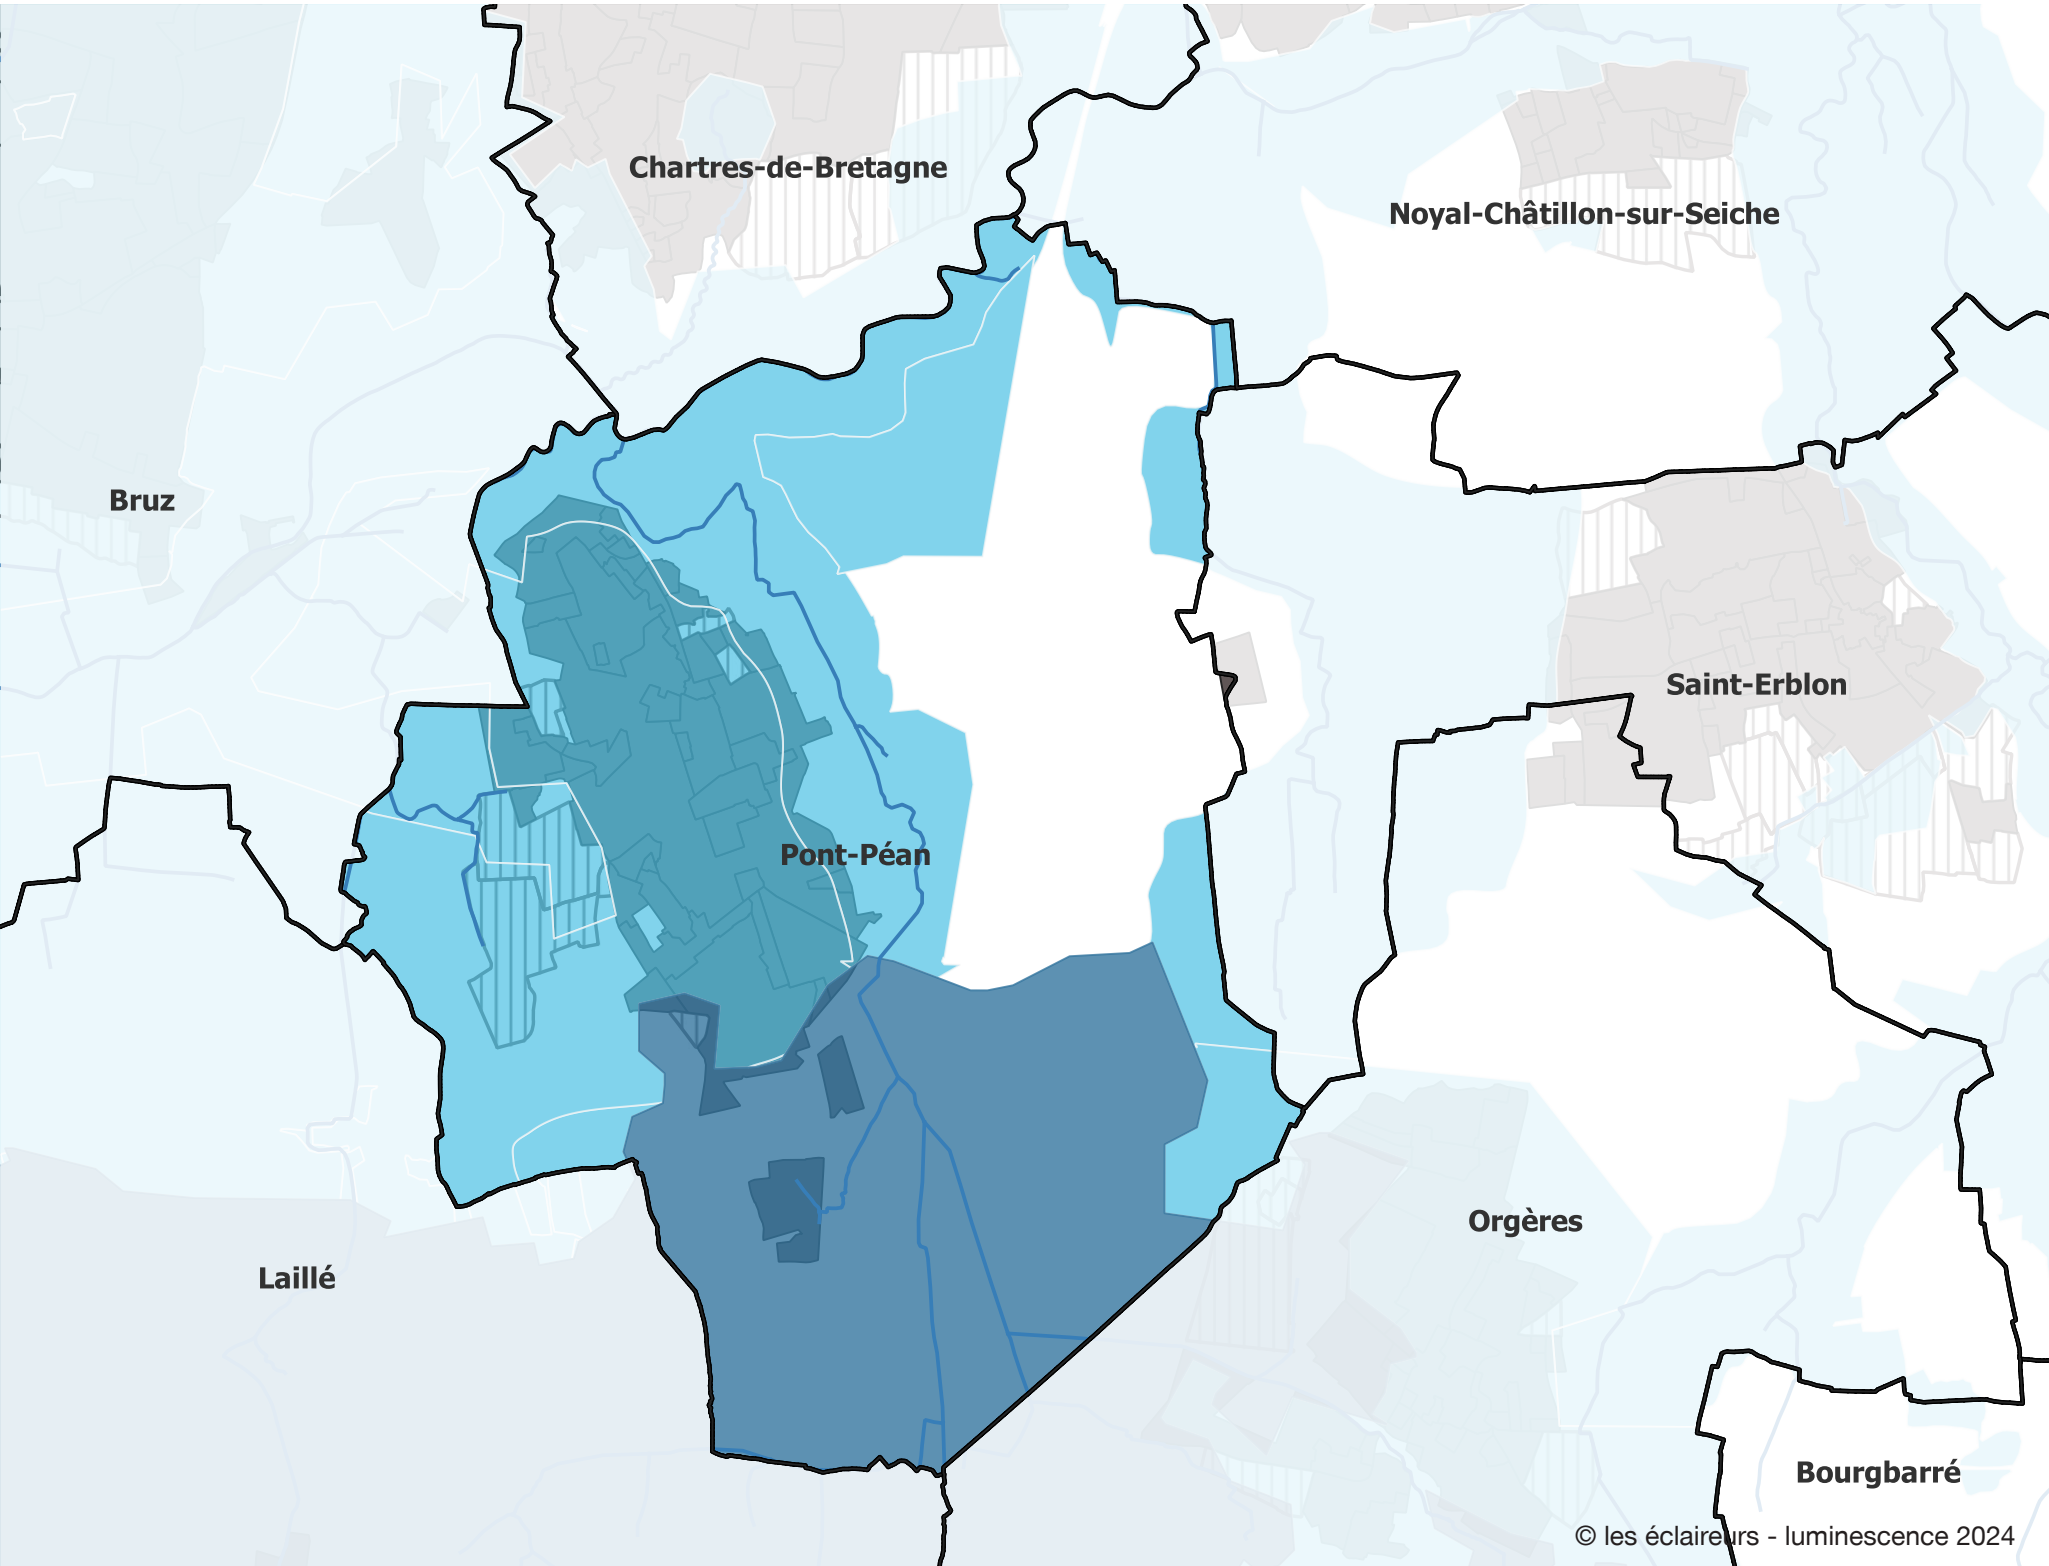 Chartres-de-Bretagne
Noyal-Châtillon-sur-Seiche
Bruz
Saint-Erblon
Pont-Péan
Orgères
Laillé
Bourgbarré
© les éclaireurs - luminescence 2024